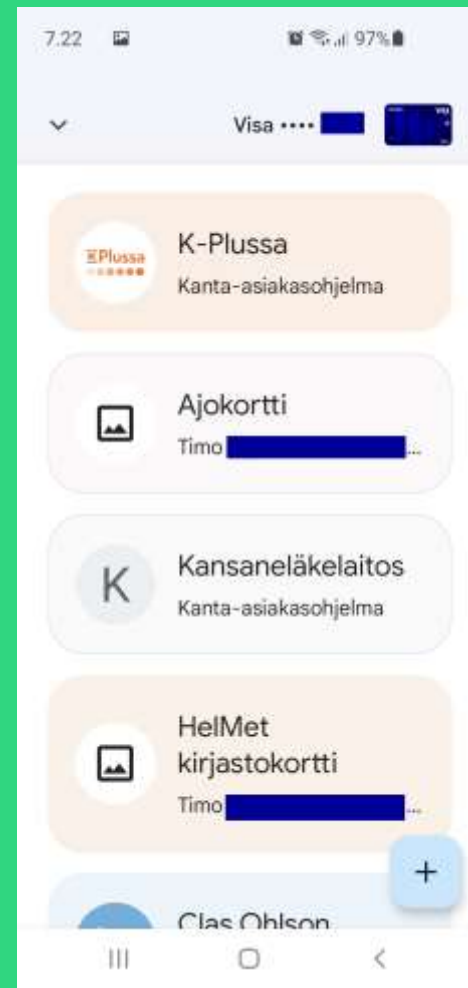 7.22 97%
Visa ••••
K-Plussa
K-Plussa
Kanta-asiakasohjelma
Ajokortti
Timo ...
K
Kansaneläkelaitos
Kanta-asiakasohjelma
HelMet
kirjastokortti
Timo ...
+
Clas Ohlson